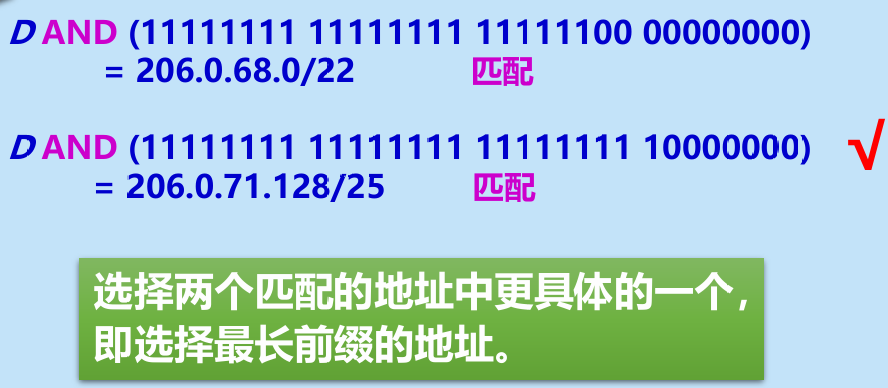 D AND (11111111 11111111 11111100 00000000)
= 206.0.68.0/22 匹配
D AND (11111111 11111111 11111111 10000000) √
= 206.0.71.128/25 匹配
选择两个匹配的地址中更具体的一个，
即选择最长前缀的地址。